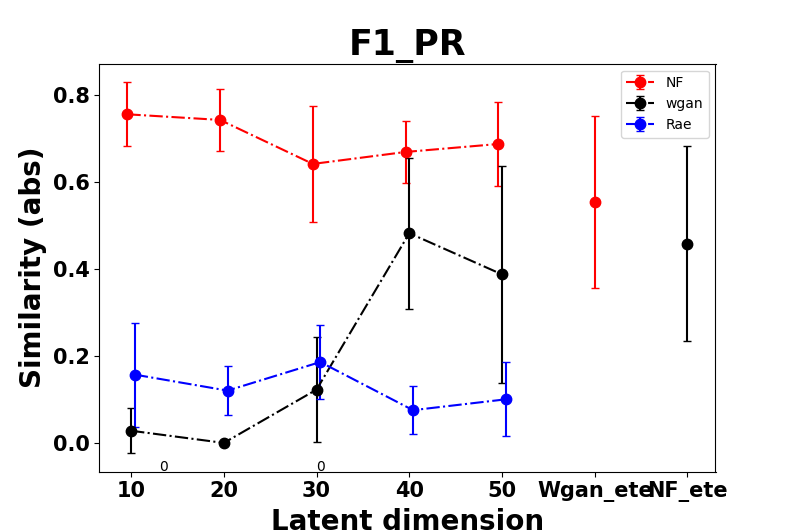 F1_PR
NF
wgan
Rae
Similarity (abs)
0.8
0.6
0.4
0.2
0.0
0
0
10 20 30 40 50 Wgan_ete NF_ete
Latent dimension